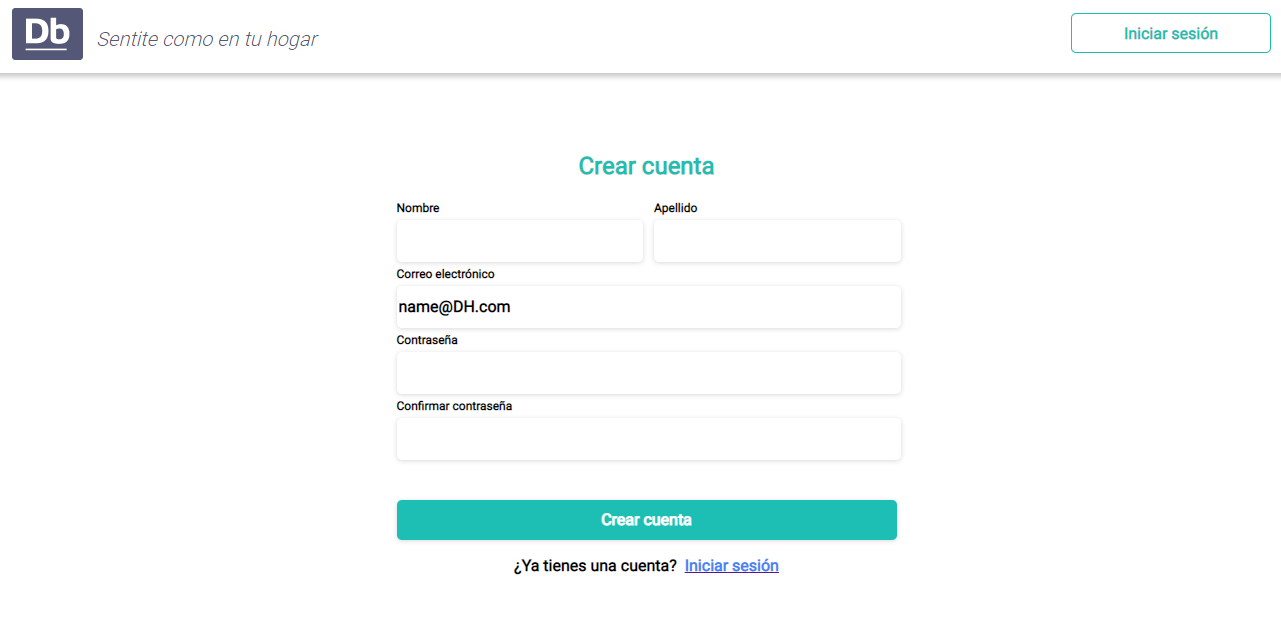 Db
Sentite como en tu hogar
Iniciar sesión
Crear cuenta
Nombre
Apellido
Correo electrónico
name@DH.com
Contraseña
Confirmar contraseña
Crear cuenta
¿Ya tienes una cuenta? Iniciar sesión